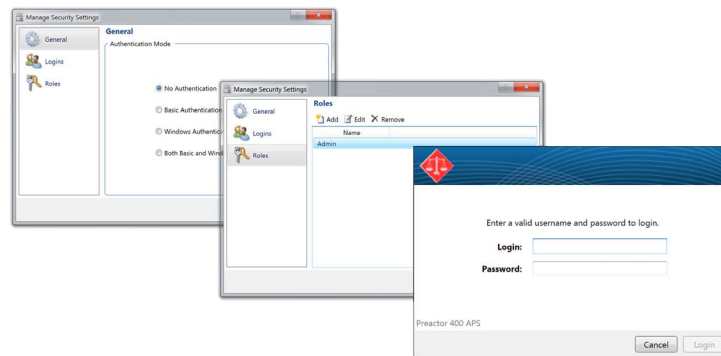 Manage Security Settings
General
Logins
Roles
General
Authentication Mode
No Authentication
Basic Authentication
Windows
Both Basic and
Manage Security Settings
General
Logins
Roles
Roles
Add Edit Remove
Name
Admin
Enter a valid username and password to login.
Login:
Password:
Preactor 400 APS
Cancel Login